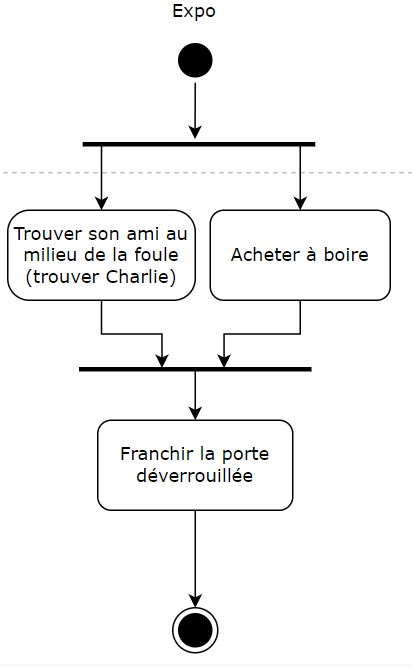 Expo
Trouver son ami au
milieu de la foule
(trouver Charlie)
Acheter à boire
Franchir la porte
déverrouillée